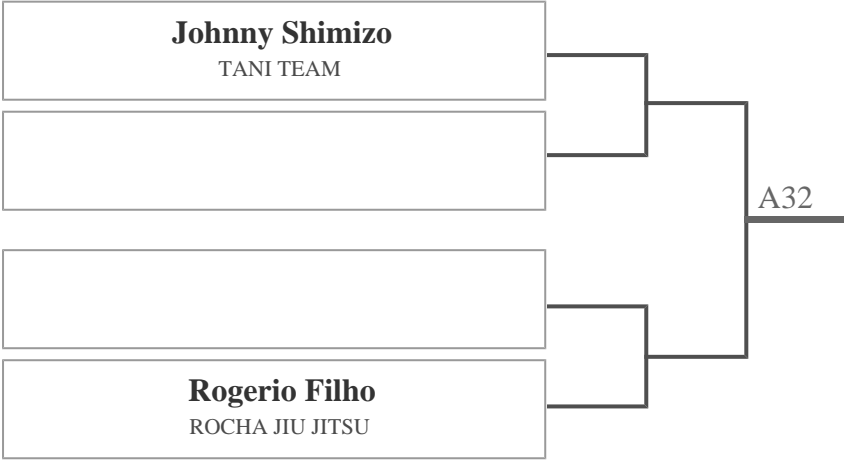 Johnny Shimizo
TANI TEAM
A32
Rogerio Filho
ROCHA JIU JITSU